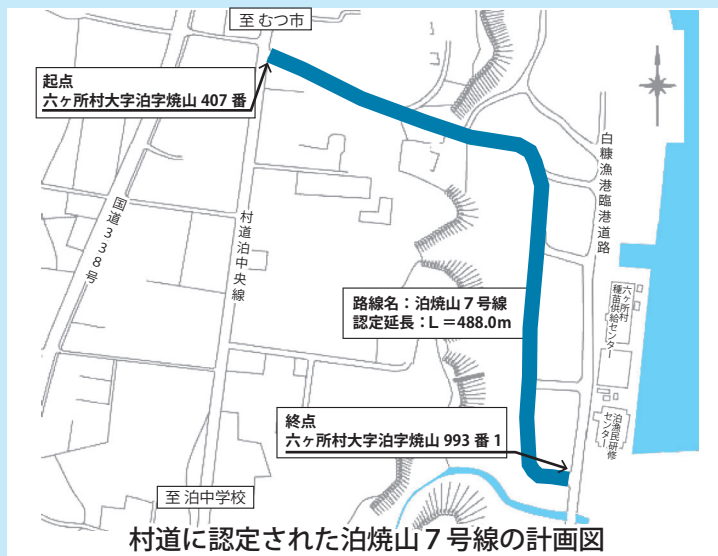 至 むつ市
起点
六ヶ所村大字泊字焼山 407 番
白糠漁港臨港道路
国道338号
村道泊中央線
路線名：泊焼山７号線
認定延長：L ＝488.0m
六ヶ所村
種苗供給センター
終点
六ヶ所村大字泊字焼山 993 番 1
泊漁民研修
センター
至 泊中学校
村道に認定された泊焼山７号線の計画図